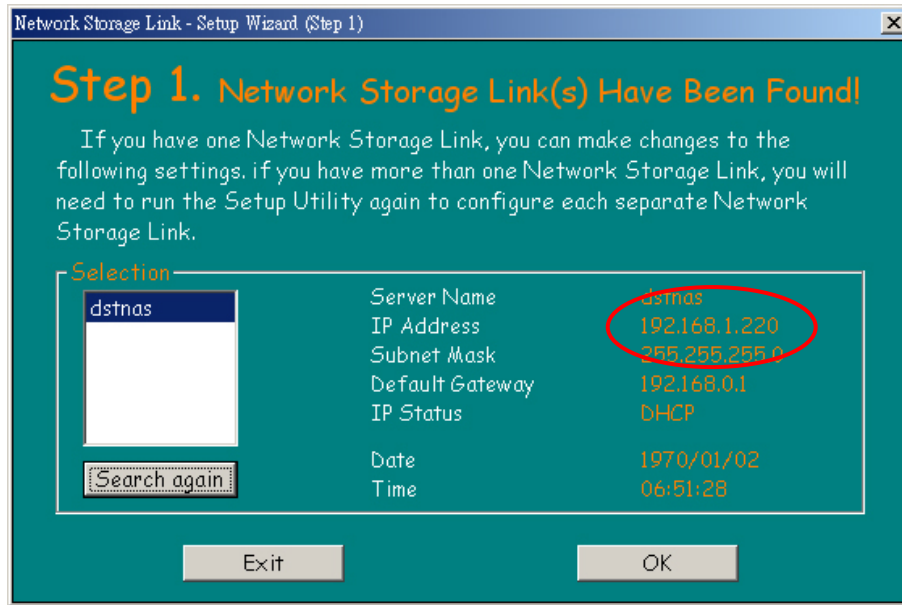 Network Storage Link - Setup Wizard (Step 1)
Step 1. Network Storage Link(s) Have Been Found!
If you have one Network Storage Link, you can make changes to the
following settings. if you have more than one Network Storage Link, you will
need to run the Setup Utility again to configure each separate Network
Storage Link.
Selection
dstnas
Search again
Server Name dstnas
IP Address 192.168.1.220
Subnet Mask 255.255.255.0
Default Gateway 192.168.0.1
IP Status DHCP
Date 1970/01/02
Time 06:51:28
Exit
OK